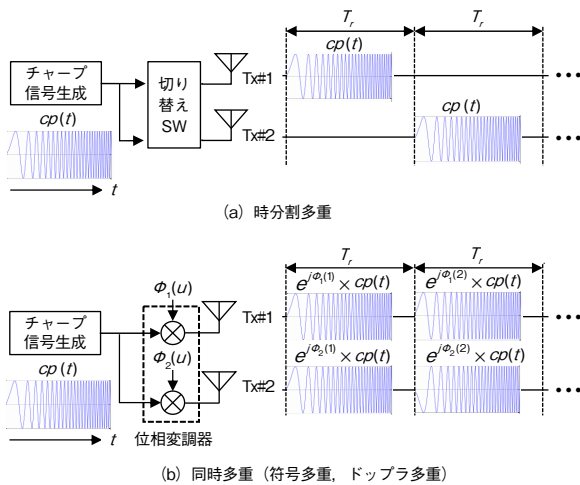 T_r T_r
cp(t)
チャープ
信号生成
切り
替え
SW
Tx#1
cp(t)
cp(t)
Tx#2
t
(a) 時分割多重
T_r T_r
Φ_1(u)
e^{jΦ_1(1)} × cp(t) e^{jΦ_1(2)} × cp(t)
チャープ
信号生成
Tx#1
Φ_2(u)
e^{jΦ_2(1)} × cp(t) e^{jΦ_2(2)} × cp(t)
cp(t)
Tx#2
t
位相変調器
(b) 同時多重（符号多重，ドップラ多重）